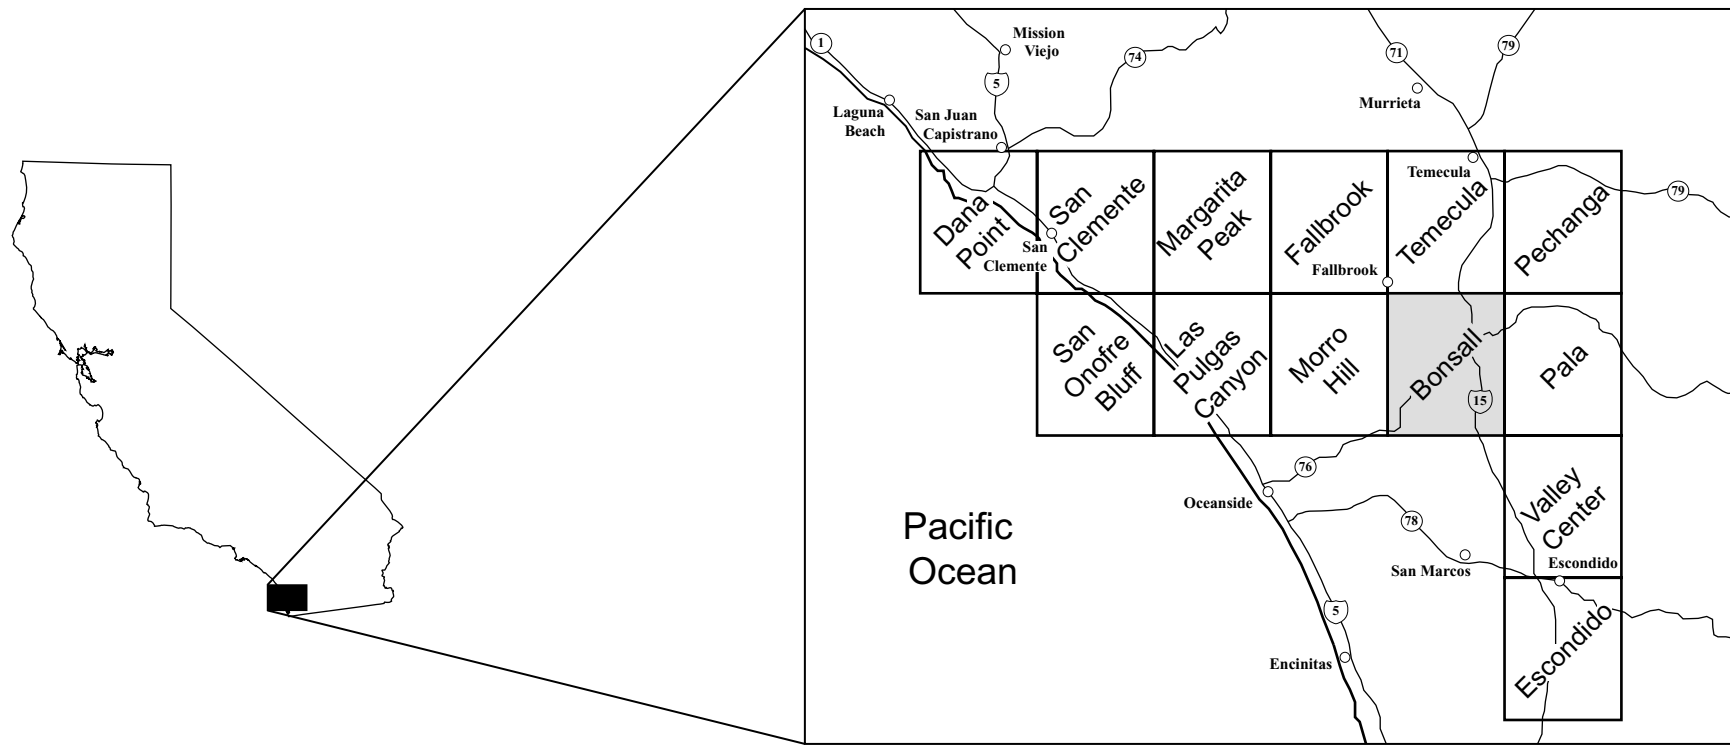 1
Mission
Viejo
74
71
79
5
Murrieta
Laguna
Beach
San Juan
Capistrano
Temecula
79
Dana
Point
San
Clemente
Margarita
Peak
Fallbrook
Temecula
Pechanga
San
Clemente
Fallbrook
San
Onofre
Bluff
Las
Pulgas
Canyon
Morro
Hill
Bonsall
Pala
15
76
Oceanside
Valley
Center
78
Pacific
Ocean
San Marcos
Escondido
5
Escondido
Encinitas